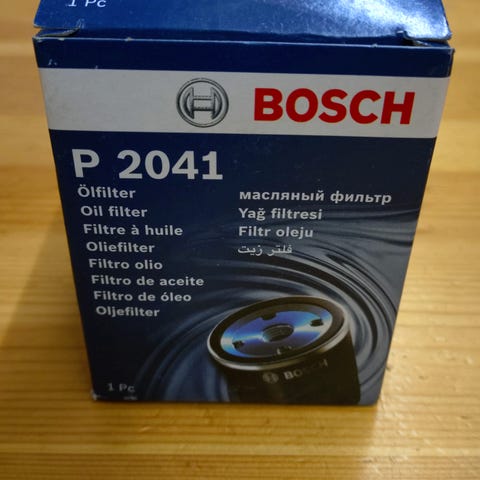 1 Pc
BOSCH
P 2041
Ölfilter
Oil filter
Filtre à huile
Oliefilter
Filtro olio
Filtro de aceite
Filtro de óleo
Oljefilter
масляный фильтр
Yağ filtresi
Filtr oleju
فلتر زيت
BOSCH
1 Pc